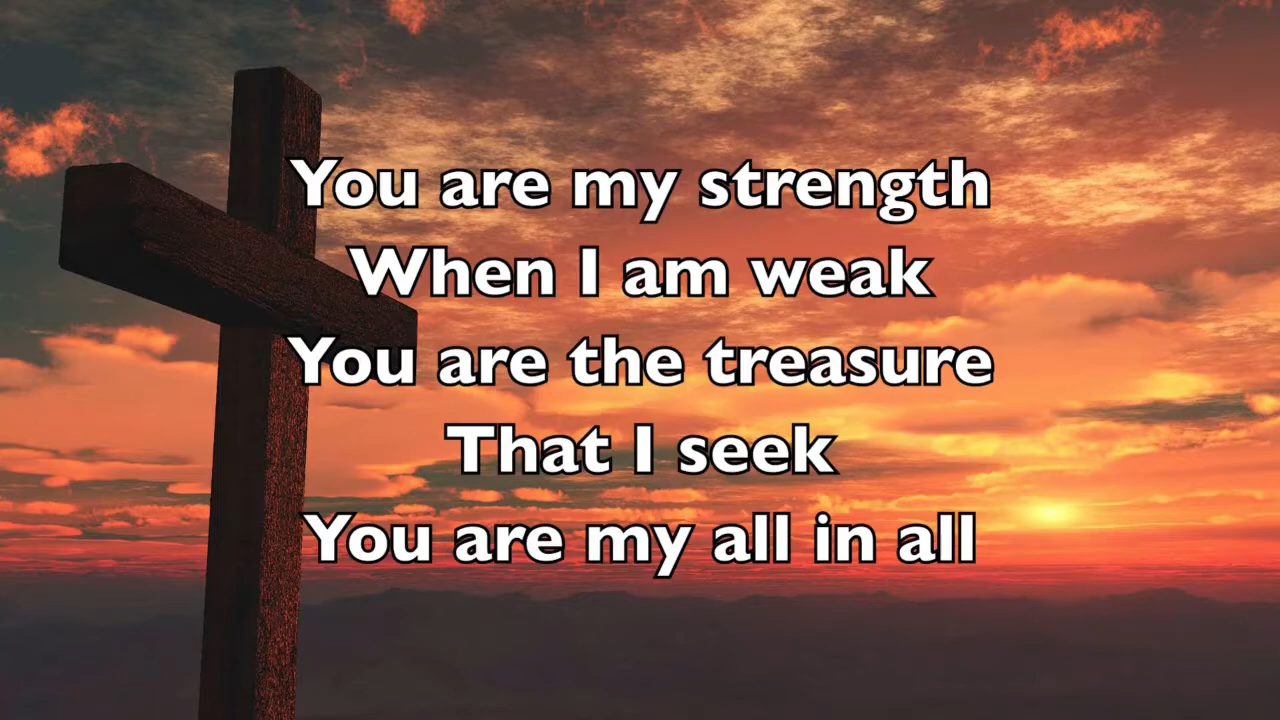 You are my strength
When I am weak
You are the treasure
That I seek
You are my all in all